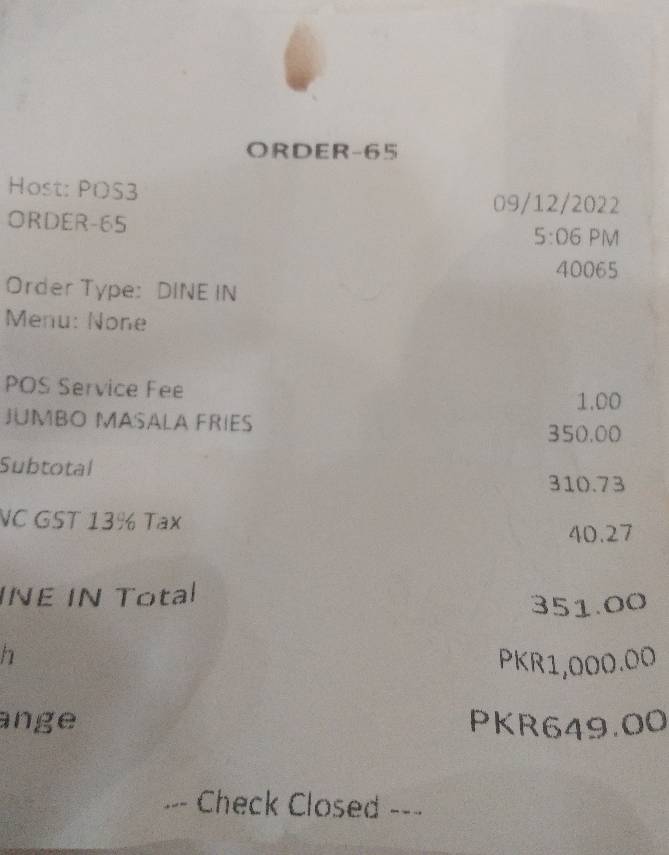 ORDER-65
Host: POS3 09/12/2022
ORDER-65 5:06 PM
40065
Order Type: DINE IN
Menu: None
POS Service Fee 1.00
JUMBO MASALA FRIES 350.00
Subtotal 310.73
NC GST 13% Tax 40.27
INE IN Total 351.00
h PKR1,000.00
ange PKR649.00
--- Check Closed ---